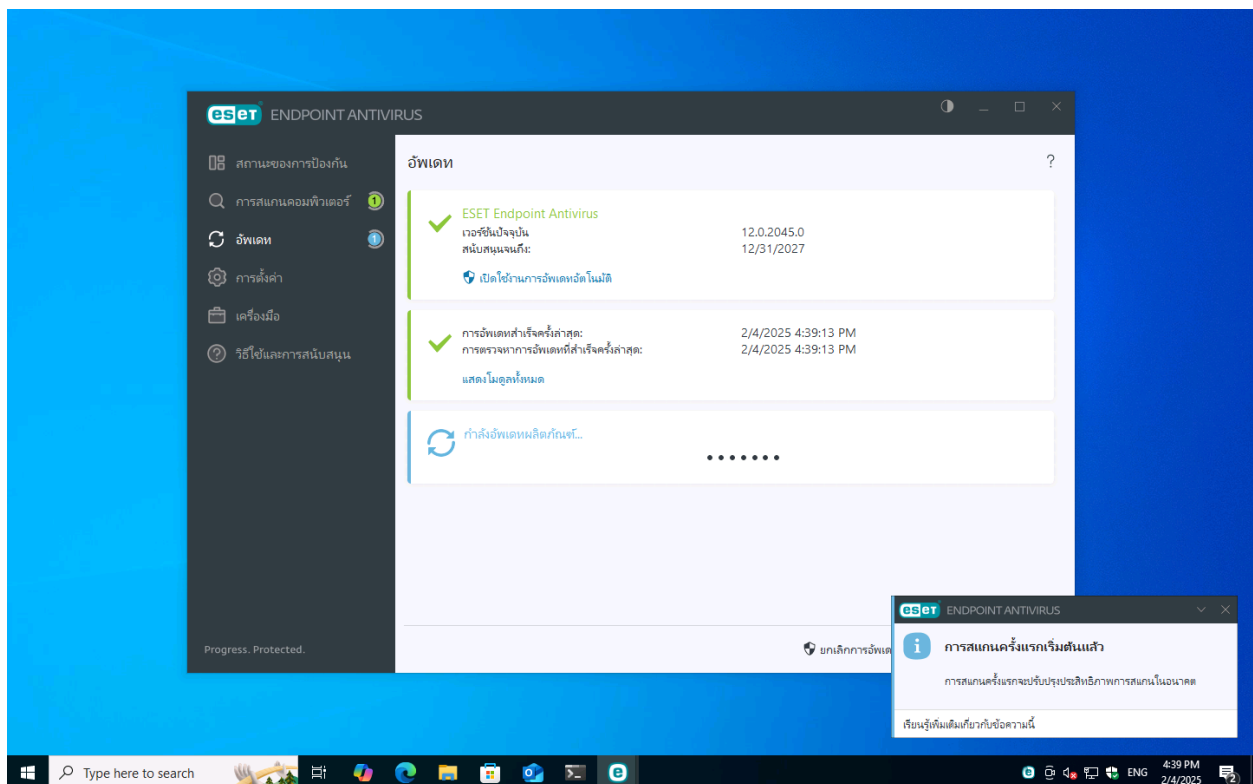 eset ENDPOINT ANTIVIRUS
สถานะของการป้องกัน
การสแกนคอมพิวเตอร์ 1
อัพเดท 1
การตั้งค่า
เครื่องมือ
วิธีใช้และการสนับสนุน
Progress. Protected.
อัพเดท ?
ESET Endpoint Antivirus
เวอร์ชันปัจจุบัน 12.0.2045.0
สนับสนุนจนถึง: 12/31/2027
เปิดใช้งานการอัพเดทอัตโนมัติ
การอัพเดทสำเร็จครั้งล่าสุด: 2/4/2025 4:39:13 PM
การตรวจหาการอัพเดทที่สำเร็จครั้งล่าสุด: 2/4/2025 4:39:13 PM
แสดงโมดูลทั้งหมด
กำลังอัพเดทผลิตภัณฑ์...
ยกเลิกการอัพเด
eset ENDPOINT ANTIVIRUS
i การสแกนครั้งแรกเริ่มต้นแล้ว
การสแกนครั้งแรกจะปรับปรุงประสิทธิภาพการสแกนในอนาคต
เรียนรู้เพิ่มเติมเกี่ยวกับข้อความนี้
Type here to search
ENG
4:39 PM
2/4/2025
2